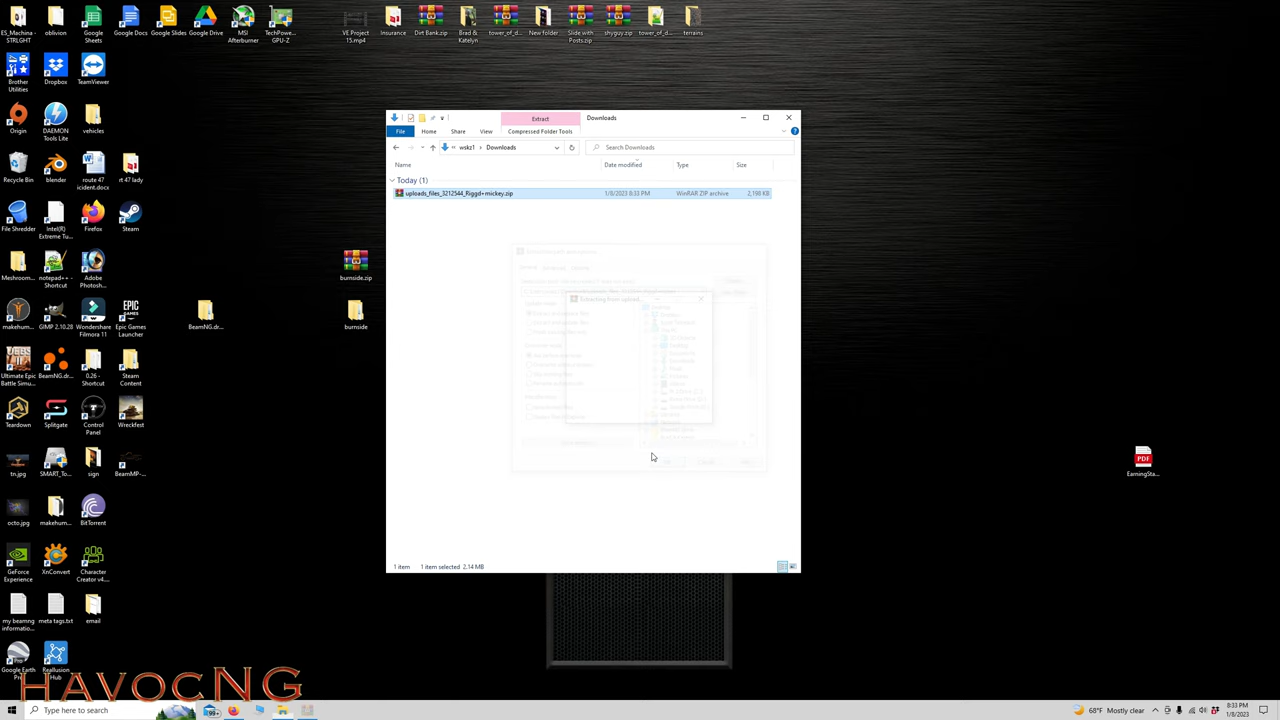 ES_Machina - STRLGHT
oblivion
Google Sheets
Google Docs
Google Slides
Google Drive
MSI Afterburner
TechPowe... GPU-Z
.VE.Project 15.mp4
Insurance
Dirt Bank.zip
Brad & Katelyn
tower_of_d...
New folder
Slide with Posts.zip
shyguy.zip
tower_of_d...
terrains
Brother Utilities
Dropbox
TeamViewer
Origin
DAEMON Tools Lite
vehicles
Recycle Bin
blender
route 47 icident.docx
rt 47 lady
File Shredder
Intel(R) Extreme Tu...
Firefox
Steam
Meshroom...
notepad++ - Shortcut
Adobe Photosh...
burnside.zip
makehum...
GIMP 2.10.28
Wondershare Filmora 11
Epic Games Launcher
BeamNG.dr...
burnside
Ultimate Epic Battle Simu...
BeamNG.dr...
0.26 - Shortcut
Steam Content
Teardown
Splitgate
Control Panel
Wreckfest
tn.jpg
SMART_To...
sign
BeamMP-...
octo.jpg
makehum...
BitTorrent
GeForce Experience
XnConvert
Character Creator v4....
my beamng informatio...
meta tags.txt
email
Google Earth Pro
Reallusion Hub
EarningSta...
PDF
Extract
Downloads
File
Home
Share
View
Compressed Folder Tools
« wskz1 › Downloads
Search Downloads
Name
Date modified
Type
Size
Today (1)
uploads_files_3212544_Riggd+mickey.zip
1/8/2023 8:33 PM
WinRAR ZIP archive
2,198 KB
Extracting from upload...
1 item
1 item selected 2.14 MB
HAVOCNG
Type here to search
99+
68°F Mostly clear
8:33 PM
1/8/2023